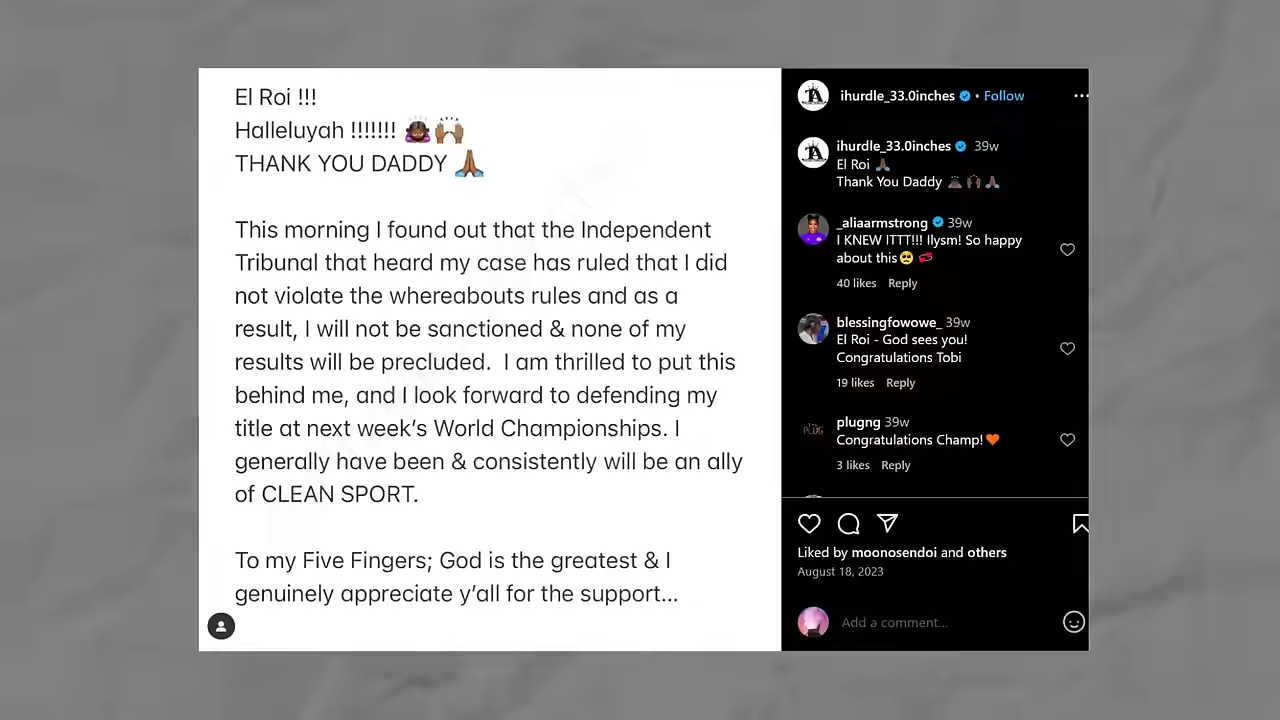 El Roi !!!
Halleluyah !!!!!!! 🙇🏾‍♀️🙌🏾
THANK YOU DADDY 🙏🏾
This morning I found out that the Independent
Tribunal that heard my case has ruled that I did
not violate the whereabouts rules and as a
result, I will not be sanctioned & none of my
results will be precluded.  I am thrilled to put this
behind me, and I look forward to defending my
title at next week's World Championships. I
generally have been & consistently will be an ally
of CLEAN SPORT.
To my Five Fingers; God is the greatest & I
genuinely appreciate y'all for the support...
ihurdle_33.0inches • Follow
ihurdle_33.0inches 39w
El Roi 🙏🏾
Thank You Daddy 🙇🏾‍♀️🙌🏾🙏🏾
_aliaarmstrong 39w
I KNEW ITTT!!! Ilysm! So happy
about this🥺
40 likes Reply
blessingfowowe_ 39w
El Roi - God sees you!
Congratulations Tobi
19 likes Reply
plugng 39w
Congratulations Champ!🧡
3 likes Reply
Liked by moonosendoi and others
August 18, 2023
Add a comment...